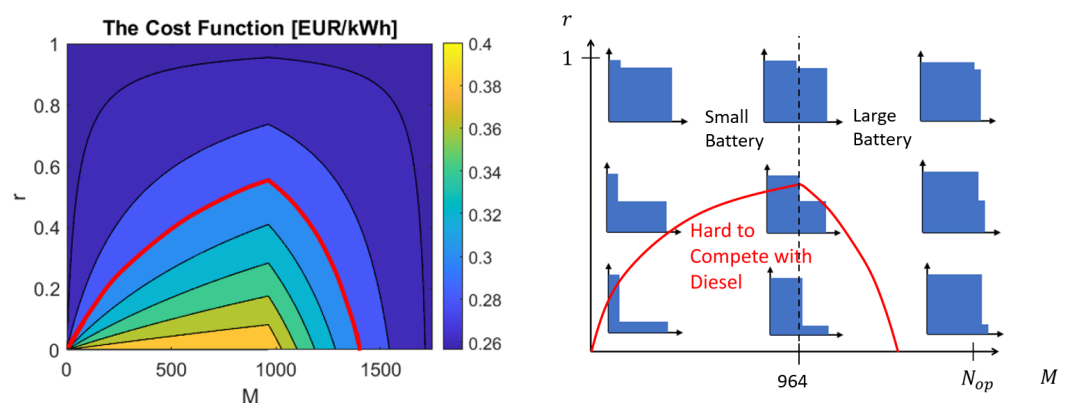 The Cost Function [EUR/kWh]
1
0.8
0.6
0.4
0.2
0
r
0
500
1000
1500
M
0.4
0.38
0.36
0.34
0.32
0.3
0.28
0.26
r
1
Small
Battery
Large
Battery
Hard to
Compete with
Diesel
964
N_op
M